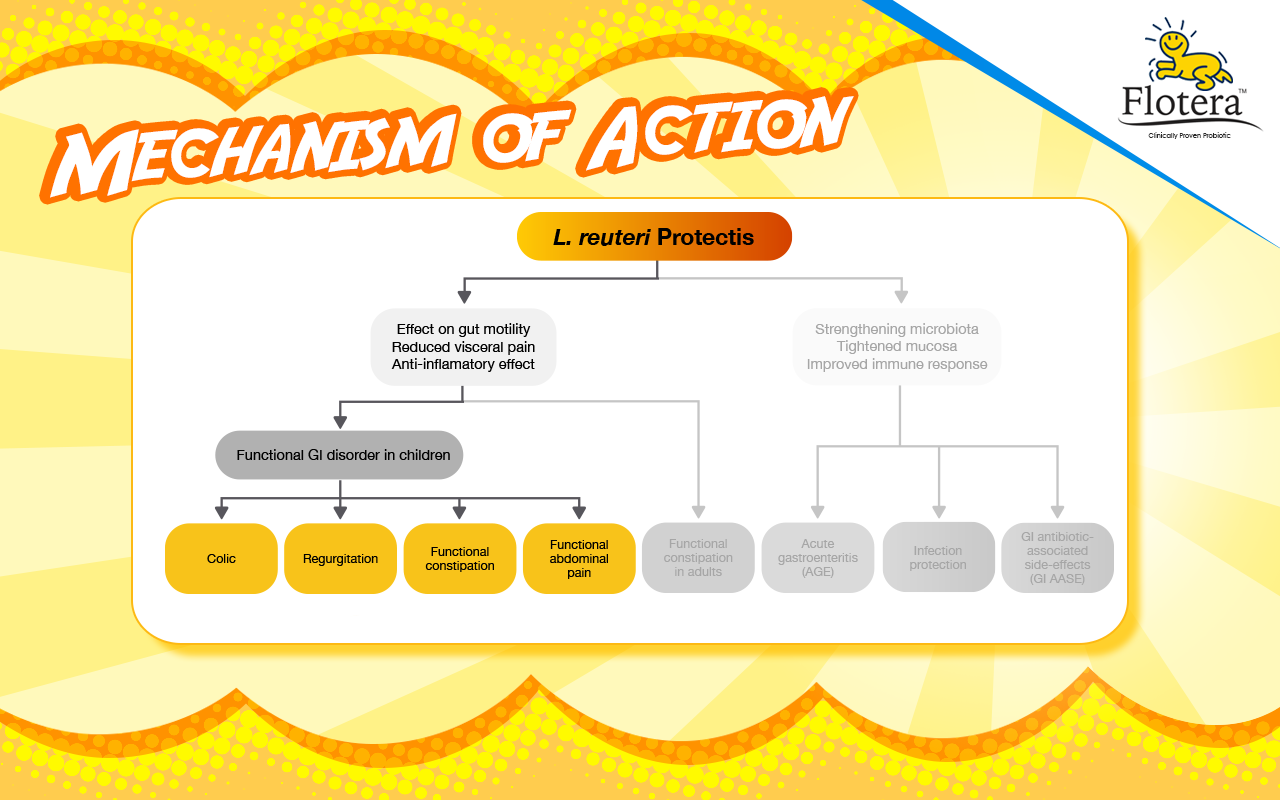 Flotera™
Clinically Proven Probiotic
MECHANISM OF ACTION
L. reuteri Protectis
Effect on gut motility
Reduced visceral pain
Anti-inflamatory effect
Strengthening microbiota
Tightened mucosa
Improved immune response
Functional GI disorder in children
Colic
Regurgitation
Functional
constipation
Functional
abdominal
pain
Functional
constipation
in adults
Acute
gastroenteritis
(AGE)
Infection
protection
GI antibiotic-
associated
side-effects
(GI AASE)